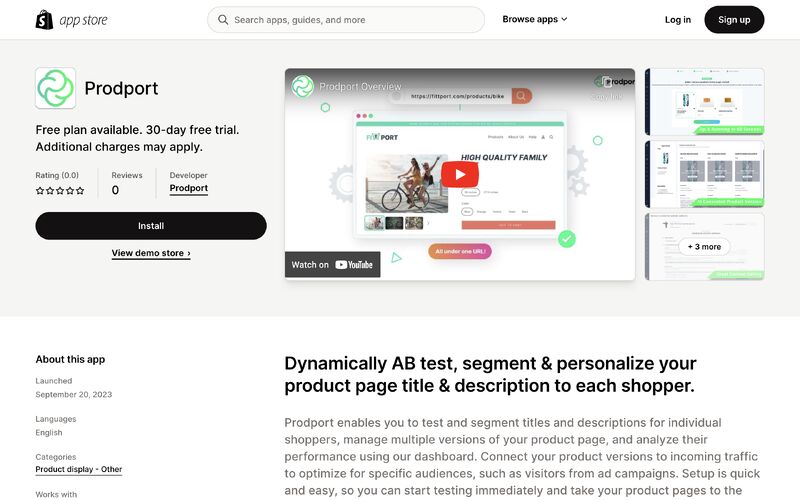 app store
Search apps, guides, and more
Browse apps
Log in
Sign up
Prodport
Free plan available. 30-day free trial.
Additional charges may apply.
Rating (0.0)
Reviews
Developer
0
Prodport
Install
View demo store ›
Prodport Overview
Copy link
https://fittport.com/products/bike
FITTPORT
Products
About Us
Help
HIGH QUALITY FAMILY
All under one URL!
Watch on YouTube
+ 3 more
About this app
Launched
September 20, 2023
Languages
English
Categories
Product display - Other
Works with
Dynamically AB test, segment & personalize your
product page title & description to each shopper.
Prodport enables you to test and segment titles and descriptions for individual
shoppers, manage multiple versions of your product page, and analyze their
performance using our dashboard. Connect your product versions to incoming traffic
to optimize for specific audiences, such as visitors from ad campaigns. Setup is quick
and easy, so you can start testing immediately and take your product pages to the